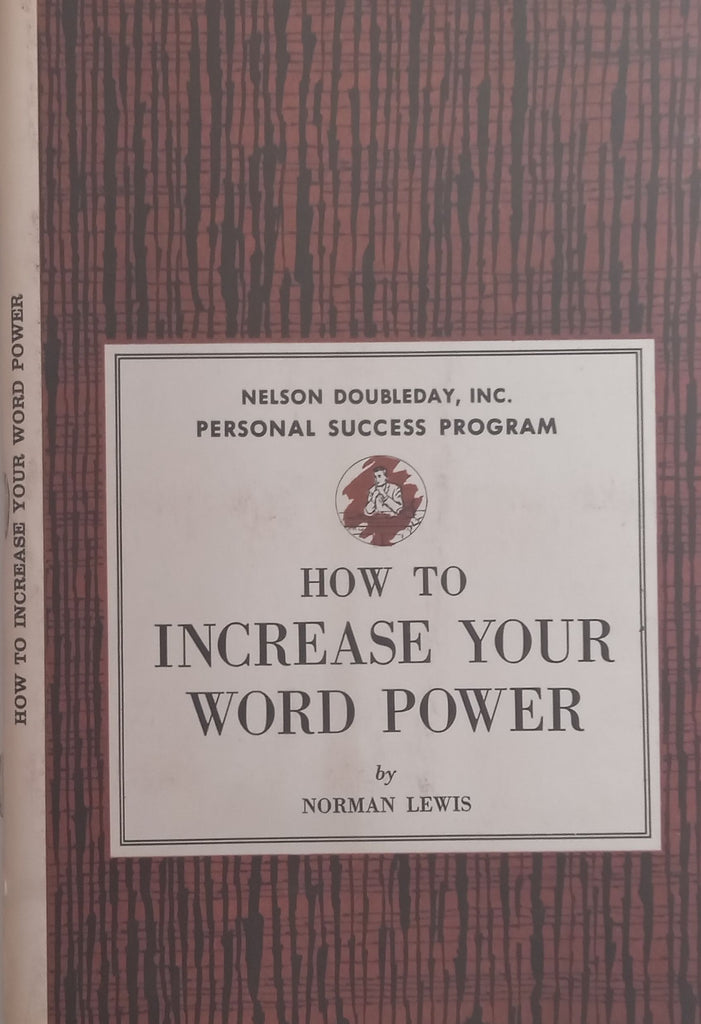 HOW TO INCREASE YOUR WORD POWER
NELSON DOUBLEDAY, INC.
PERSONAL SUCCESS PROGRAM
HOW TO
INCREASE YOUR
WORD POWER
by
NORMAN LEWIS